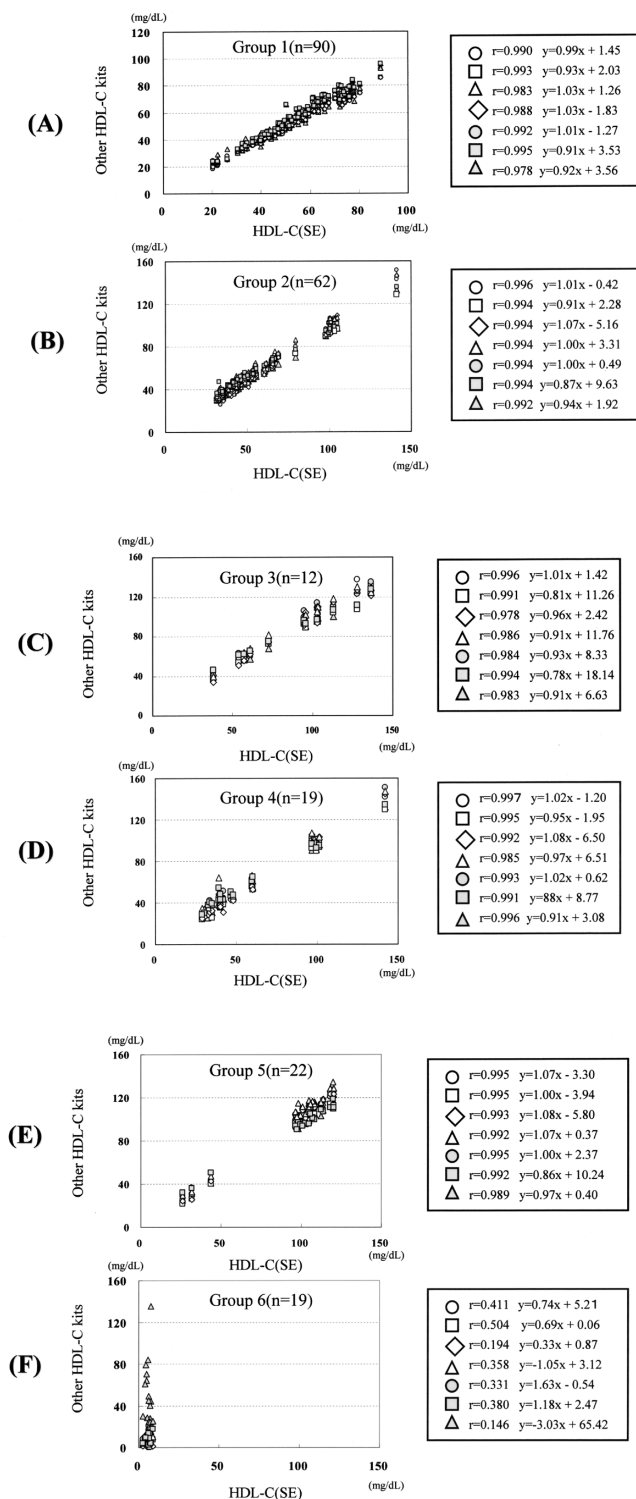 (mg/dL)
Group 1(n=90)
120
100
80
60
40
20
0
0 20 40 60 80 100
Other HDL-C kits
HDL-C(SE)
(mg/dL)
(A)
r=0.990 y=0.99x + 1.45
r=0.993 y=0.93x + 2.03
r=0.983 y=1.03x + 1.26
r=0.988 y=1.03x - 1.83
r=0.992 y=1.01x - 1.27
r=0.995 y=0.91x + 3.53
r=0.978 y=0.92x + 3.56
(mg/dL)
Group 2(n=62)
160
120
80
40
0
0 50 100 150
Other HDL-C kits
HDL-C(SE)
(mg/dL)
(B)
r=0.996 y=1.01x - 0.42
r=0.994 y=0.91x + 2.28
r=0.994 y=1.07x - 5.16
r=0.994 y=1.00x + 3.31
r=0.994 y=1.00x + 0.49
r=0.994 y=0.87x + 9.63
r=0.992 y=0.94x + 1.92
(mg/dL)
Group 3(n=12)
160
120
80
40
0
0 50 100 150
Other HDL-C kits
HDL-C(SE)
(mg/dL)
(C)
r=0.996 y=1.01x + 1.42
r=0.991 y=0.81x + 11.26
r=0.978 y=0.96x + 2.42
r=0.986 y=0.91x + 11.76
r=0.984 y=0.93x + 8.33
r=0.994 y=0.78x + 18.14
r=0.983 y=0.91x + 6.63
(mg/dL)
Group 4(n=19)
160
120
80
40
0
0 50 100 150
Other HDL-C kits
HDL-C(SE)
(mg/dL)
(D)
r=0.997 y=1.02x - 1.20
r=0.995 y=0.95x - 1.95
r=0.992 y=1.08x - 6.50
r=0.985 y=0.97x + 6.51
r=0.993 y=1.02x + 0.62
r=0.991 y=88x + 8.77
r=0.996 y=0.91x + 3.08
(mg/dL)
Group 5(n=22)
160
120
80
40
0
0 50 100 150
Other HDL-C kits
HDL-C(SE)
(mg/dL)
(E)
r=0.995 y=1.07x - 3.30
r=0.995 y=1.00x - 3.94
r=0.993 y=1.08x - 5.80
r=0.992 y=1.07x + 0.37
r=0.995 y=1.00x + 2.37
r=0.992 y=0.86x + 10.24
r=0.989 y=0.97x + 0.40
(mg/dL)
Group 6(n=19)
160
120
80
40
0
0 50 100 150
Other HDL-C kits
HDL-C(SE)
(mg/dL)
(F)
r=0.411 y=0.74x + 5.21
r=0.504 y=0.69x + 0.06
r=0.194 y=0.33x + 0.87
r=0.358 y=-1.05x + 3.12
r=0.331 y=1.63x - 0.54
r=0.380 y=1.18x + 2.47
r=0.146 y=-3.03x + 65.42